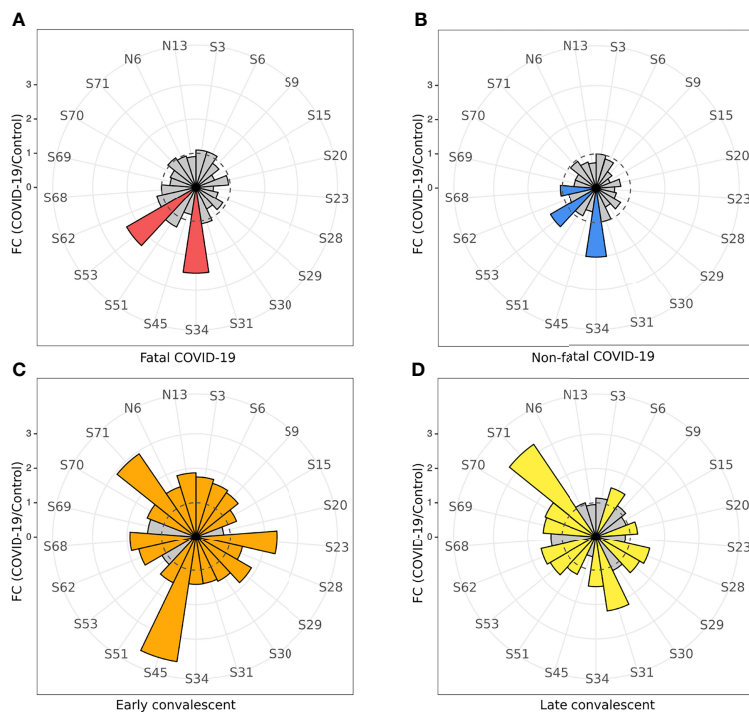 A
N13 S3 S6 S9 S15 S20 S23 S28 S29 S30 S31 S34 S45 S51 S53 S62 S68 S69 S70 S71 N6
3
2
1
0
FC (COVID-19/Control)
Fatal COVID-19
B
N13 S3 S6 S9 S15 S20 S23 S28 S29 S30 S31 S34 S45 S51 S53 S62 S68 S69 S70 S71 N6
3
2
1
0
FC (COVID-19/Control)
Non-fatal COVID-19
C
N13 S3 S6 S9 S15 S20 S23 S28 S29 S30 S31 S34 S45 S51 S53 S62 S68 S69 S70 S71 N6
3
2
1
0
FC (COVID-19/Control)
Early convalescent
D
N13 S3 S6 S9 S15 S20 S23 S28 S29 S30 S31 S34 S45 S51 S53 S62 S68 S69 S70 S71 N6
3
2
1
0
FC (COVID-19/Control)
Late convalescent